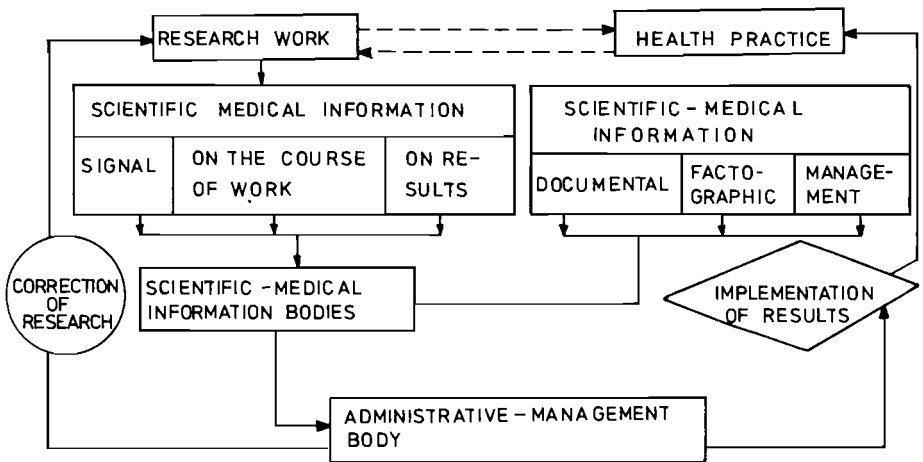 RESEARCH WORK
HEALTH PRACTICE
SCIENTIFIC MEDICAL INFORMATION
SIGNAL
ON THE COURSE
OF WORK
ON RE-
SULTS
SCIENTIFIC-MEDICAL
INFORMATION
DOCUMENTAL
FACTO-
GRAPHIC
MANAGE-
MENT
CORRECTION
OF
RESEARCH
SCIENTIFIC-MEDICAL
INFORMATION BODIES
IMPLEMENTATION
OF RESULTS
ADMINISTRATIVE-MANAGEMENT
BODY